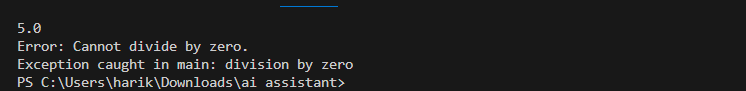 5.0
Error: Cannot divide by zero.
Exception caught in main: division by zero
PS C:\Users\harik\Downloads\ai assistant>